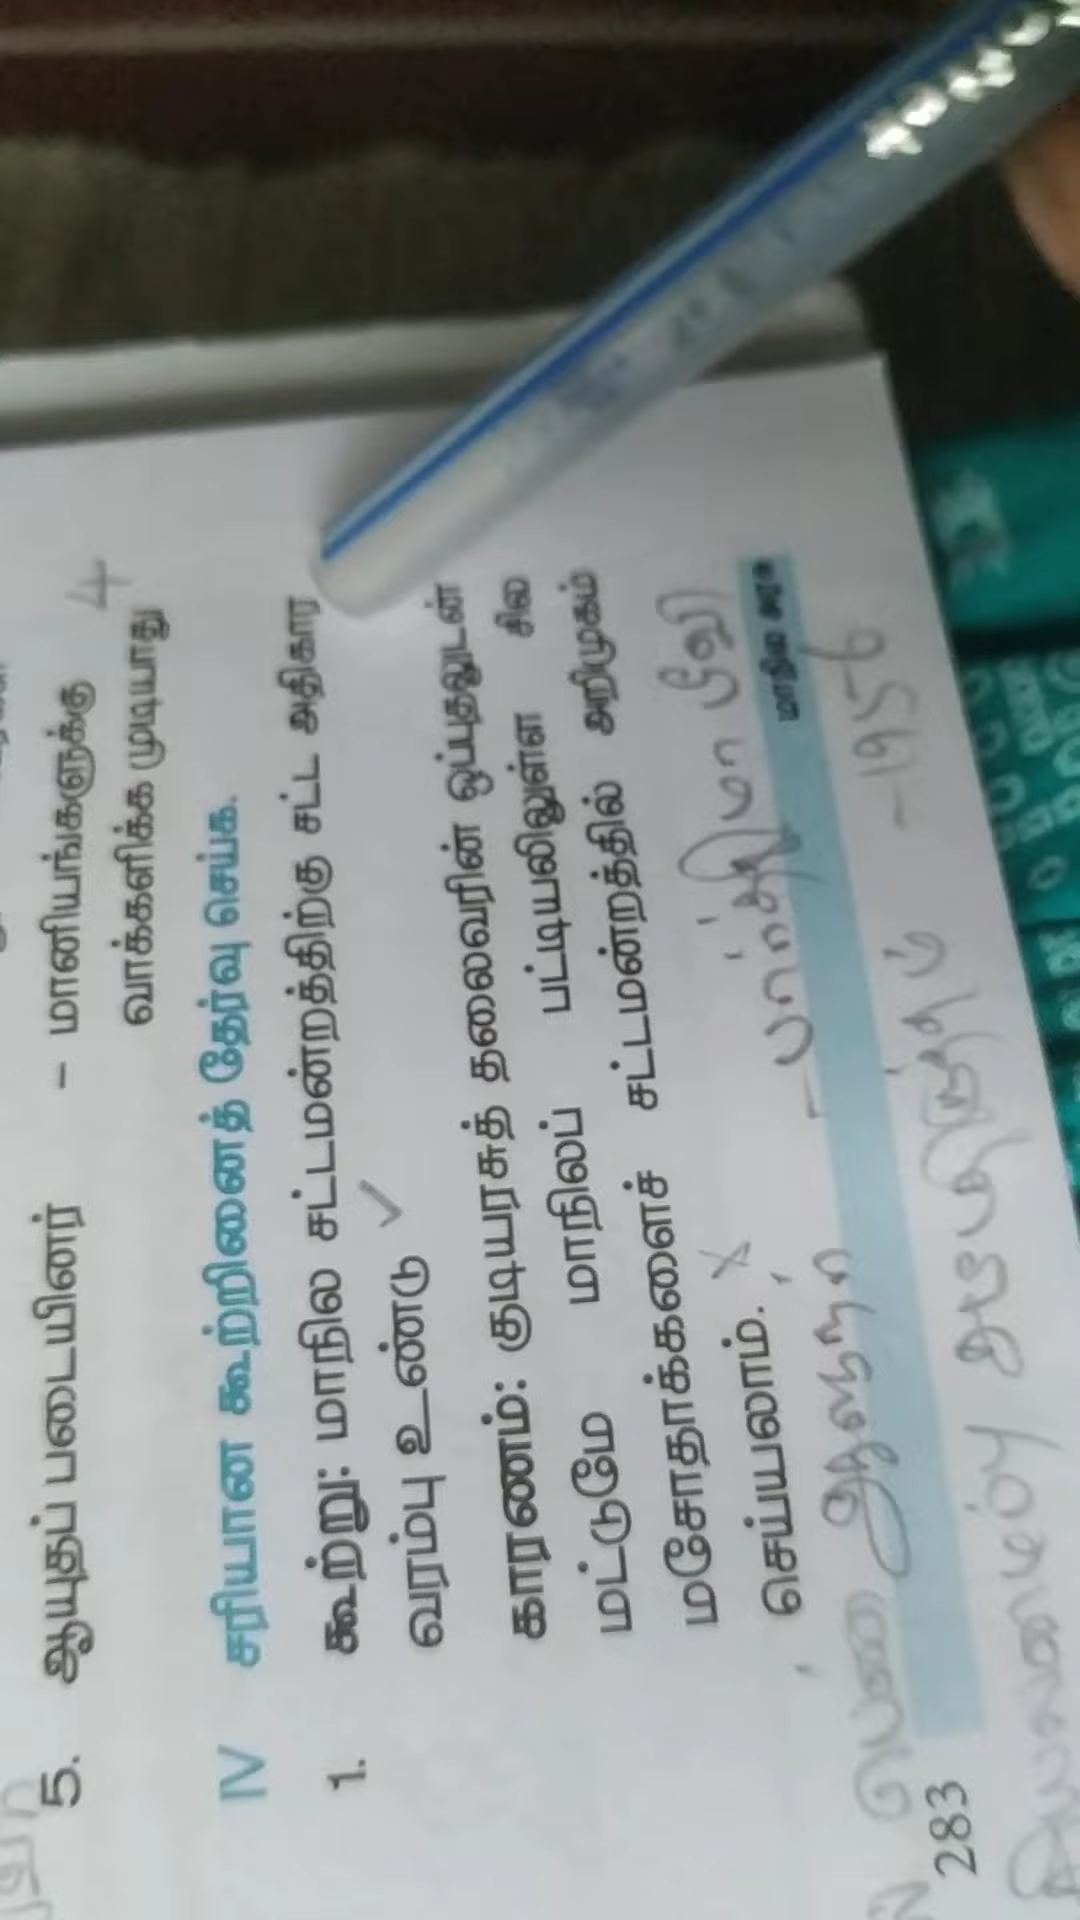 5. ஆயுதப் படையினர் – மானியங்களுக்கு 4
வாக்களிக்க முடியாது
IV சரியான கூற்றினைத் தேர்வு செய்க.
1. கூற்று: மாநில சட்டமன்றத்திற்கு சட்ட அதிகார
வரம்பு உண்டு ✓
காரணம்: குடியரசுத் தலைவரின் ஒப்புதலுடன்
மட்டுமே மாநிலப் பட்டியலிலுள்ள சில
மசோதாக்களைச் சட்டமன்றத்தில் அறிமுகம்
செய்யலாம். X
283 மாநில அரசு
- பாத்திமா பீவி
- 1956